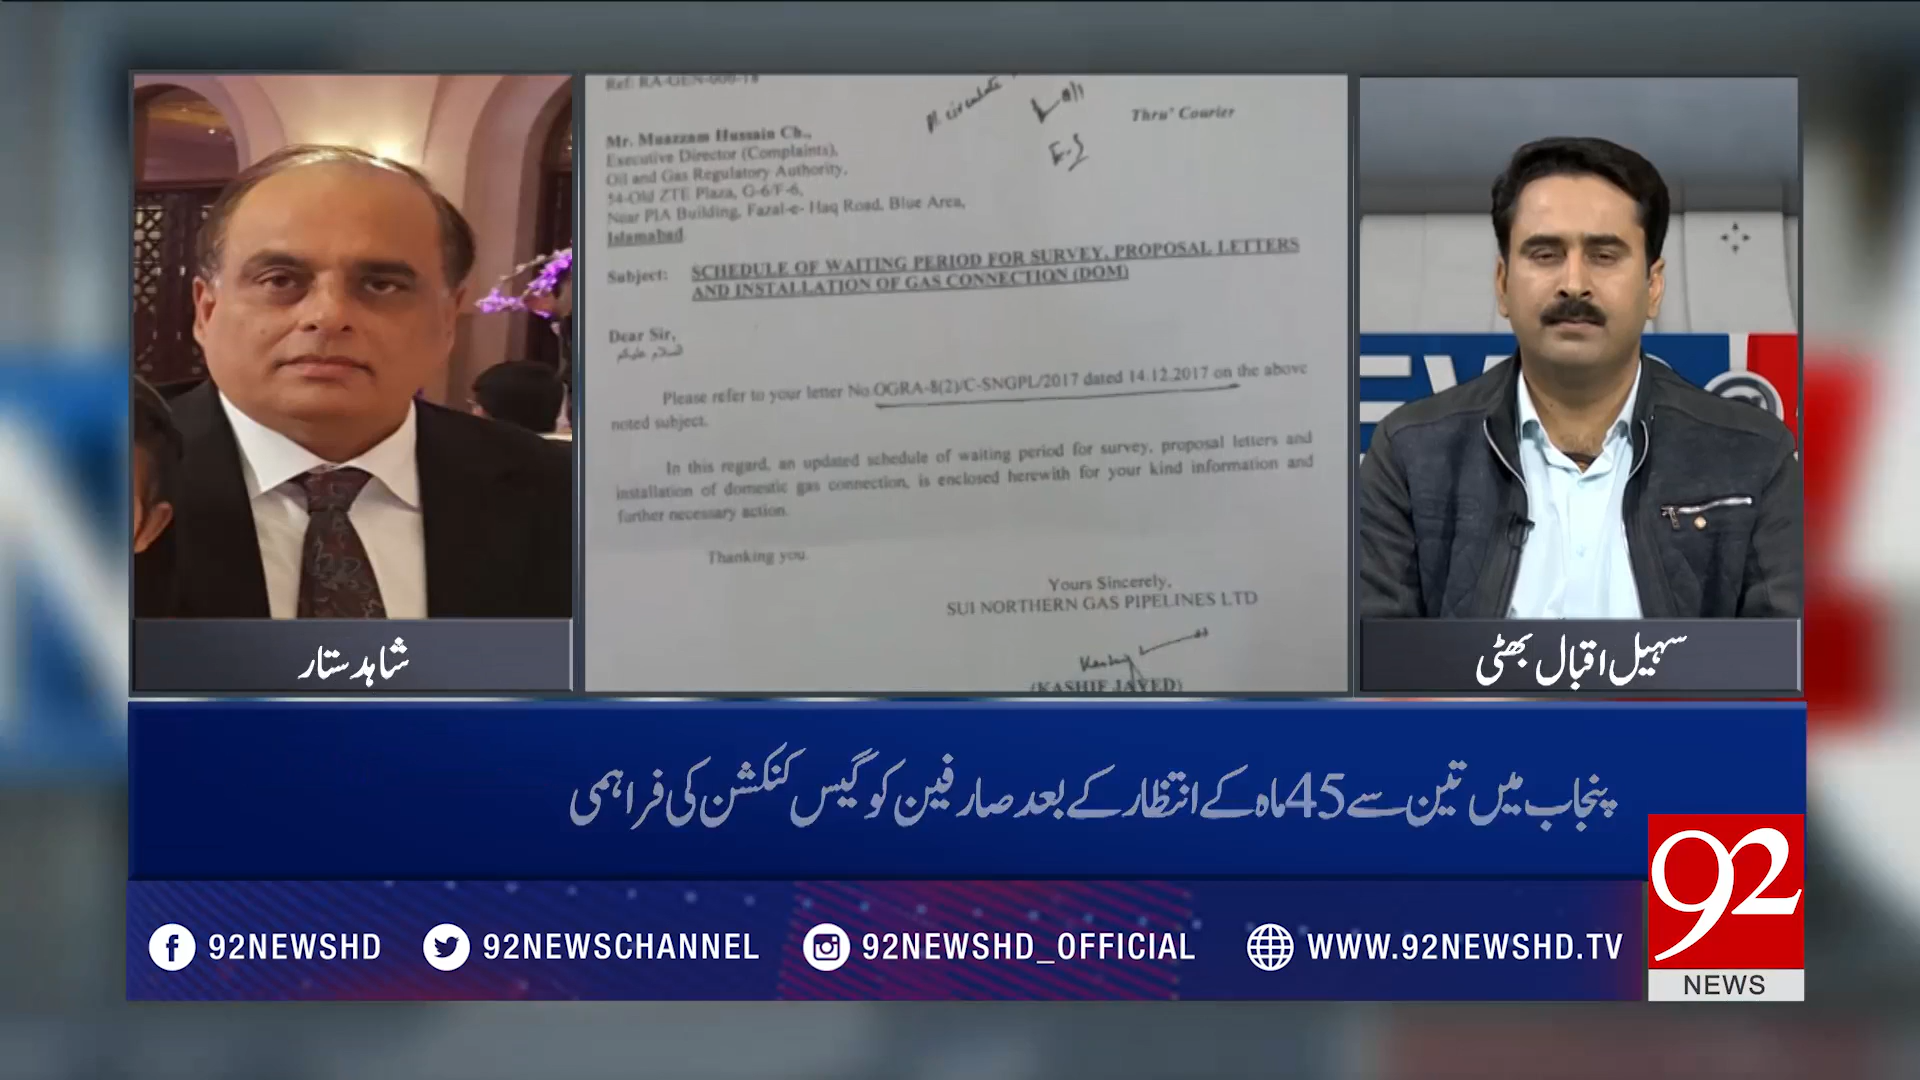 Ref: RA-GEN-000-18
Thru' Courier
Mr. Muazzam Hussain Ch.,
Executive Director (Complaints),
Oil and Gas Regulatory Authority,
54-Old ZTE Plaza, G-6/F-6,
Near PIA Building, Fazal-e- Haq Road, Blue Area,
Islamabad
Subject: SCHEDULE OF WAITING PERIOD FOR SURVEY, PROPOSAL LETTERS
AND INSTALLATION OF GAS CONNECTION (DOM)
Dear Sir,
السلام علیکم
Please refer to your letter No.OGRA-8(2)/C-SNGPL/2017 dated 14.12.2017 on the above
noted subject.
In this regard, an updated schedule of waiting period for survey, proposal letters and
installation of domestic gas connection, is enclosed herewith for your kind information and
further necessary action.
Thanking you.
Yours Sincerely,
SUI NORTHERN GAS PIPELINES LTD
(KASHIF JAVED)
شاہد ستار
سہیل اقبال بھٹی
پنجاب میں تین سے 45 ماہ کے انتظار کے بعد صارفین کو گیس کنکشن کی فراہمی
92NEWSHD 92NEWSCHANNEL 92NEWSHD_OFFICIAL WWW.92NEWSHD.TV
92
NEWS